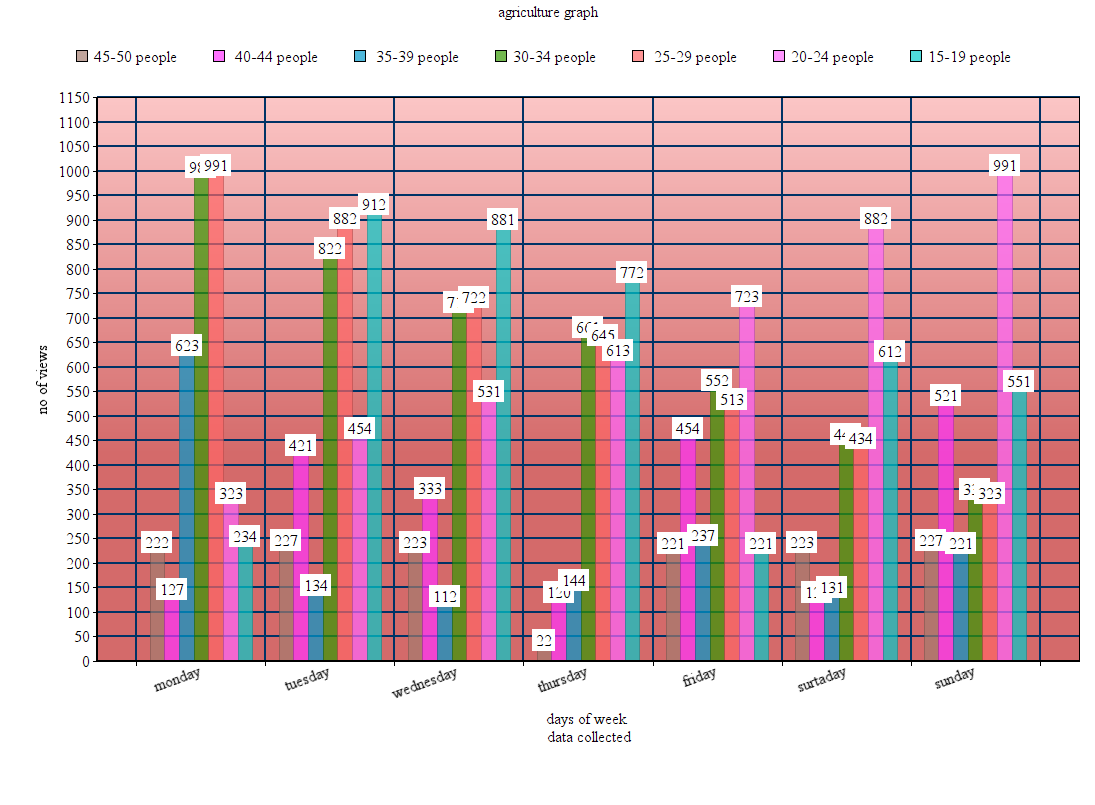 agriculture graph
45-50 people 40-44 people 35-39 people 30-34 people 25-29 people 20-24 people 15-19 people
1150
1100
1050
1000
950
900
850
800
750
700
650
600
550
500
450
400
350
300
250
200
150
100
50
0
no of views
222 127 623 991 323 234
227 421 134 822 882 454 912
223 333 112 722 531 881
22 144 645 613 772
221 454 237 552 513 723 221
223 131 434 882 612
227 521 221 323 991 551
monday tuesday wednesday thursday friday surtaday sunday
days of week
data collected